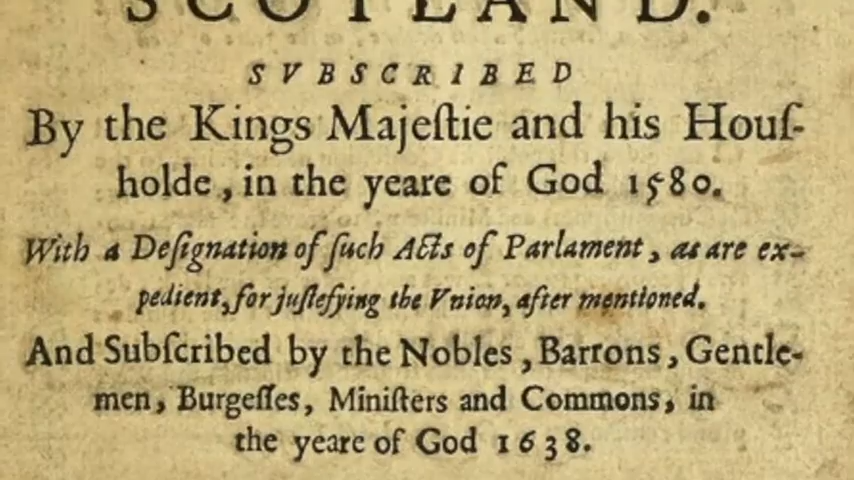 SCOTLAND.
SVBSCRIBED
By the Kings Majeſtie and his Houſ-
holde, in the yeare of God 1580.
With a Deſignation of ſuch Acts of Parlament, as are ex-
pedient, for juſtefying the Vnion, after mentioned.
And Subſcribed by the Nobles, Barrons, Gentle-
men, Burgeſſes, Miniſters and Commons, in
the yeare of God 1638.